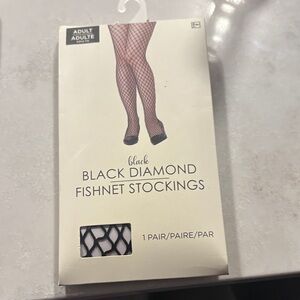 ADULT
ADULTE
black
BLACK DIAMOND
FISHNET STOCKINGS
1 PAIR/PAIRE/PAR